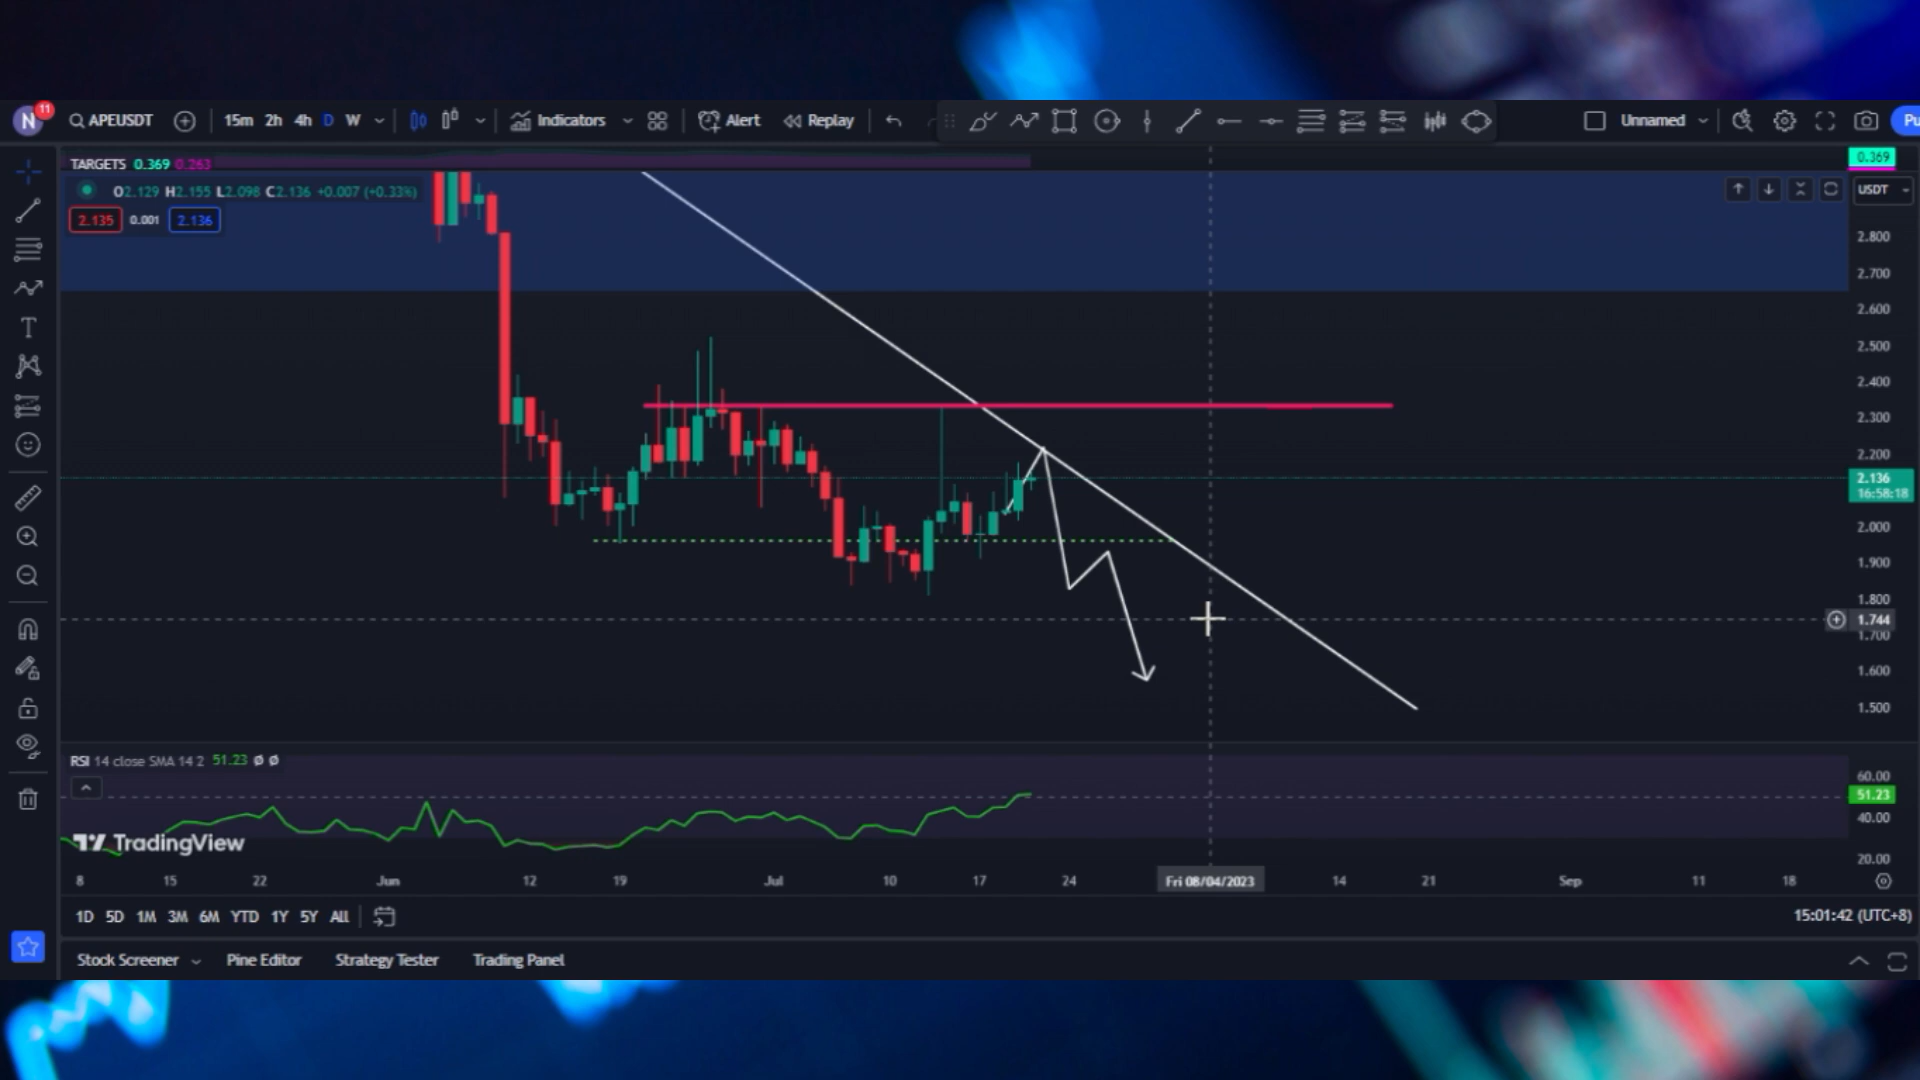 N 11 APEUSDT 15m 2h 4h D W Indicators Alert Replay Unnamed Pu
TARGETS 0.369 0.263 0.369
O2.129 H2.155 L2.098 C2.136 +0.007 (+0.33%) USDT
2.135 0.001 2.136
2.800
2.700
2.600
2.500
2.400
2.300
2.200
2.136
16:58:18
2.000
1.900
1.800
1.744
1.700
1.600
1.500
RSI 14 close SMA 14 2 51.23 Ø Ø
60.00
51.23
40.00
20.00
TradingView
8 15 22 Jun 12 19 Jul 10 17 24 Fri 08/04/2023 14 21 Sep 11 18
1D 5D 1M 3M 6M YTD 1Y 5Y All 15:01:42 (UTC+8)
Stock Screener Pine Editor Strategy Tester Trading Panel